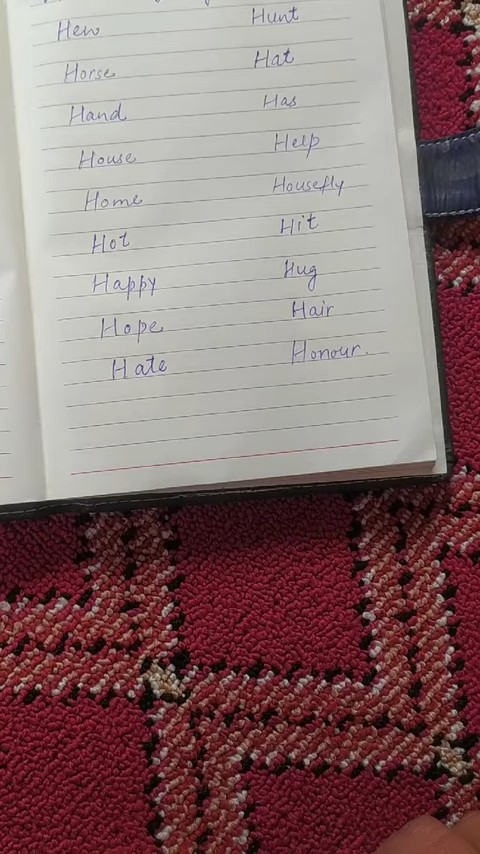 Hen Hunt
Horse Hat
Hand Has
House Help
Home Housefly
Hot Hit
Happy Hug
Hope Hair
Hate Honour.